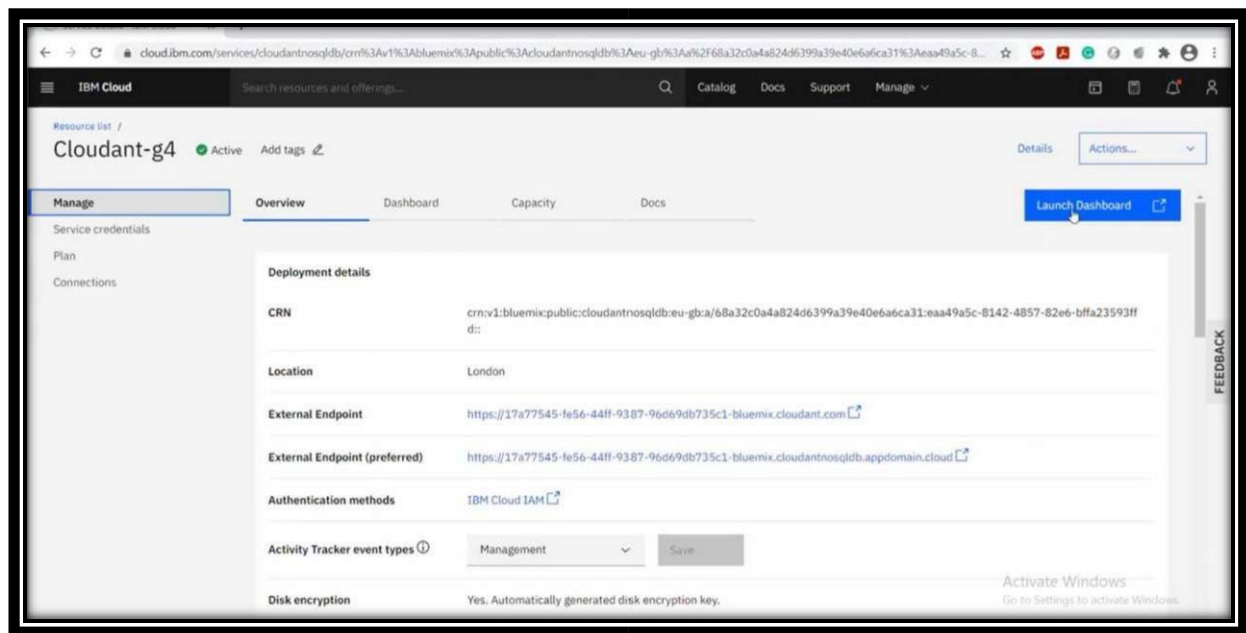 cloud.ibm.com/services/cloudantnosqldb/crn%3Av1%3Abluemix%3Apublic%3Acloudantnosqldb%3Aeu-gb%3Aa%2F68a32c0a4a824d6399a39e40e6a6ca31%3Aeaa49a5c-8...
IBM Cloud
Search resources and offerings...
Catalog Docs Support Manage
Resource list /
Cloudant-g4 Active Add tags Details Actions...
Manage Overview Dashboard Capacity Docs Launch Dashboard
Service credentials
Plan
Connections
Deployment details
CRN crn:v1:bluemix:public:cloudantnosqldb:eu-gb:a/68a32c0a4a824d6399a39e40e6a6ca31:eaa49a5c-8142-4857-82e6-bffa23593ff
d::
FEEDBACK
Location London
External Endpoint https://17a77545-fe56-44ff-9387-96d69db735c1-bluemix.cloudant.com
External Endpoint (preferred) https://17a77545-fe56-44ff-9387-96d69db735c1-bluemix.cloudantnosqldb.appdomain.cloud
Authentication methods IBM Cloud IAM
Activity Tracker event types Management Save
Activate Windows
Disk encryption Yes. Automatically generated disk encryption key. Go to Settings to activate Windows.